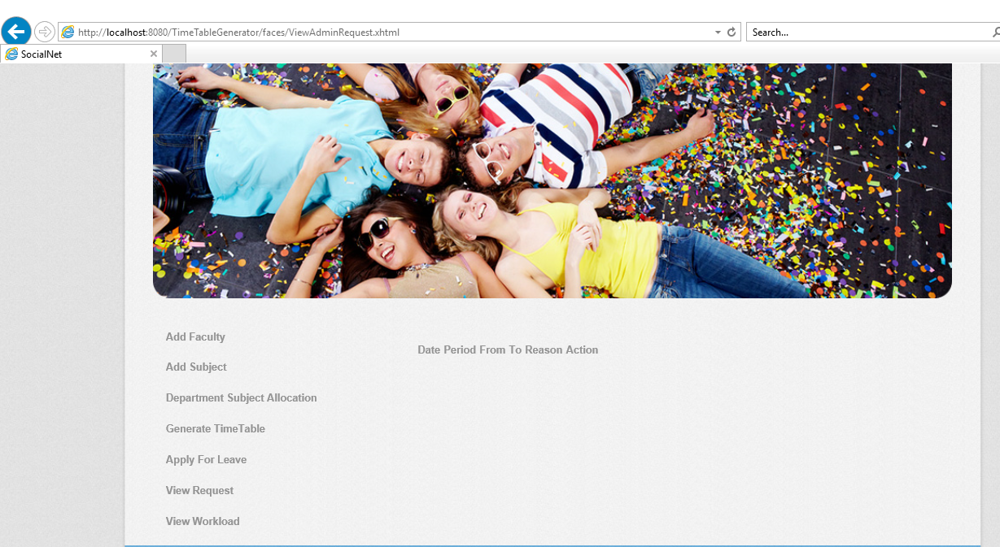 http://localhost:8080/TimeTableGenerator/faces/ViewAdminRequest.xhtml
Search...
SocialNet
Add Faculty
Date Period From To Reason Action
Add Subject
Department Subject Allocation
Generate TimeTable
Apply For Leave
View Request
View Workload